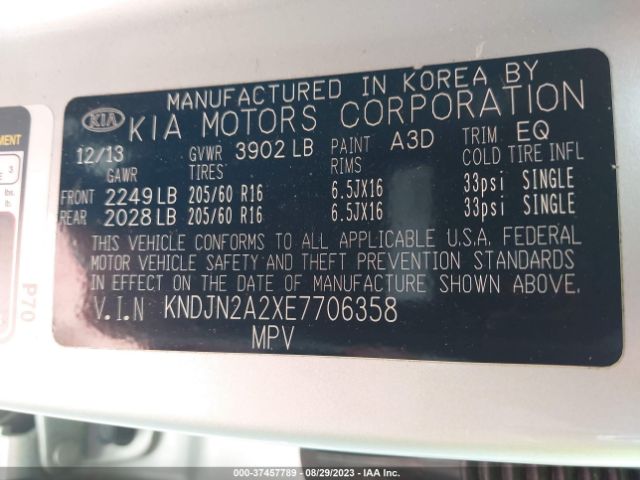 MANUFACTURED IN KOREA BY
KIA KIA MOTORS CORPORATION
12/13 GVWR 3902 LB PAINT A3D TRIM EQ
GAWR TIRES RIMS COLD TIRE INFL
FRONT 2249 LB 205/60 R16 6.5JX16 33psi SINGLE
REAR 2028 LB 205/60 R16 6.5JX16 33psi SINGLE
THIS VEHICLE CONFORMS TO ALL APPLICABLE U.S.A. FEDERAL
MOTOR VEHICLE SAFETY AND THEFT PREVENTION STANDARDS
IN EFFECT ON THE DATE OF MANUFACTURE SHOWN ABOVE.
V.I.N KNDJN2A2XE7706358
MPV
P70
000-37457789 - 08/29/2023 - IAA Inc.